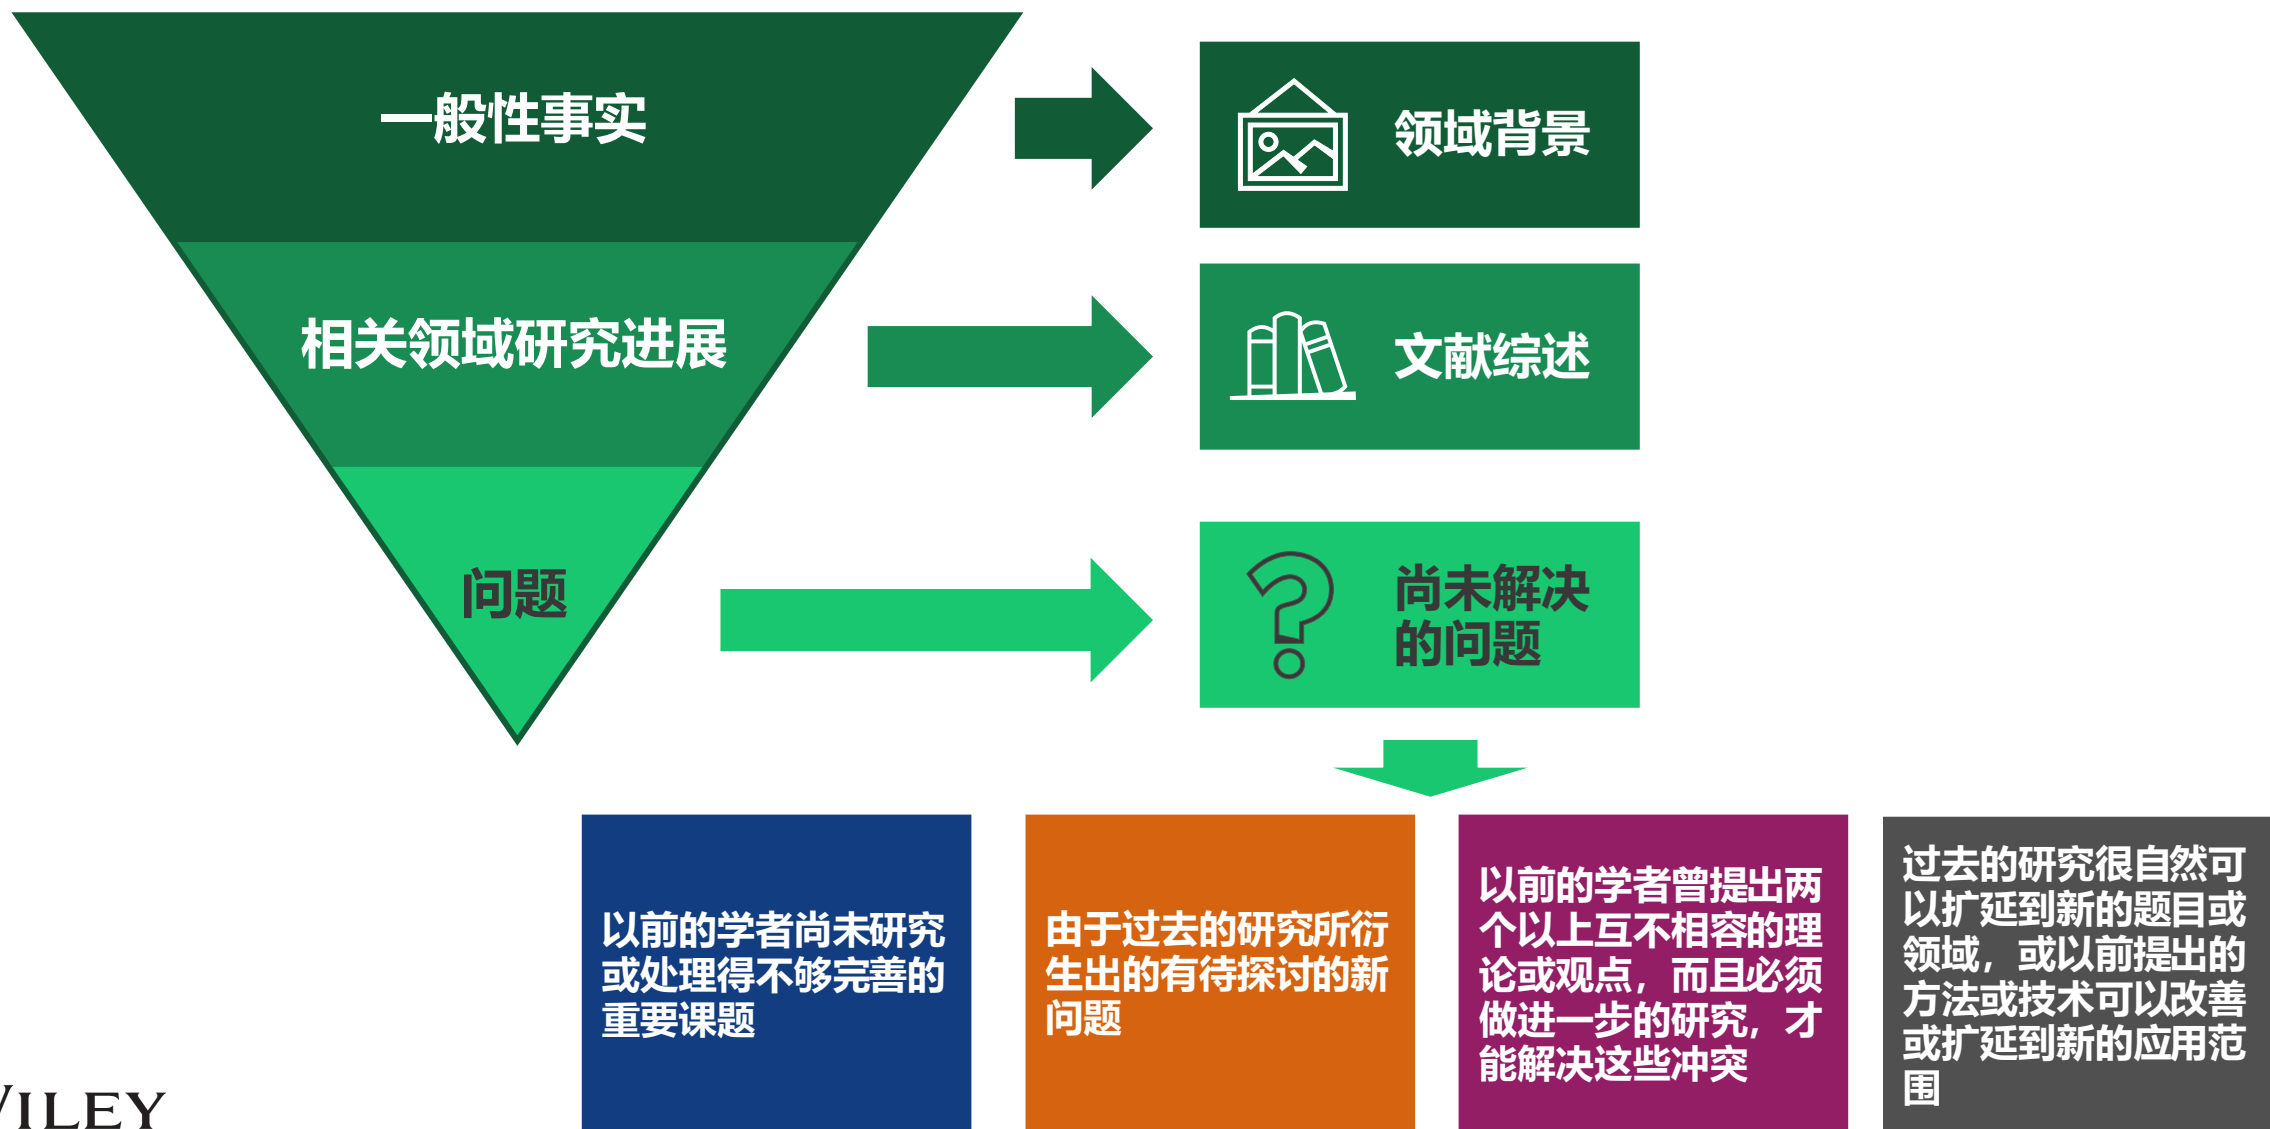 一般性事实
领域背景
相关领域研究进展
文献综述
问题
尚未解决
的问题
以前的学者尚未研究
或处理得不够完善的
重要课题
由于过去的研究所衍
生出的有待探讨的新
问题
以前的学者曾提出两
个以上互不相容的理
论或观点，而且必须
做进一步的研究，才
能解决这些冲突
过去的研究很自然可
以扩延到新的题目或
领域，或以前提出的
方法或技术可以改善
或扩延到新的应用范
围
WILEY